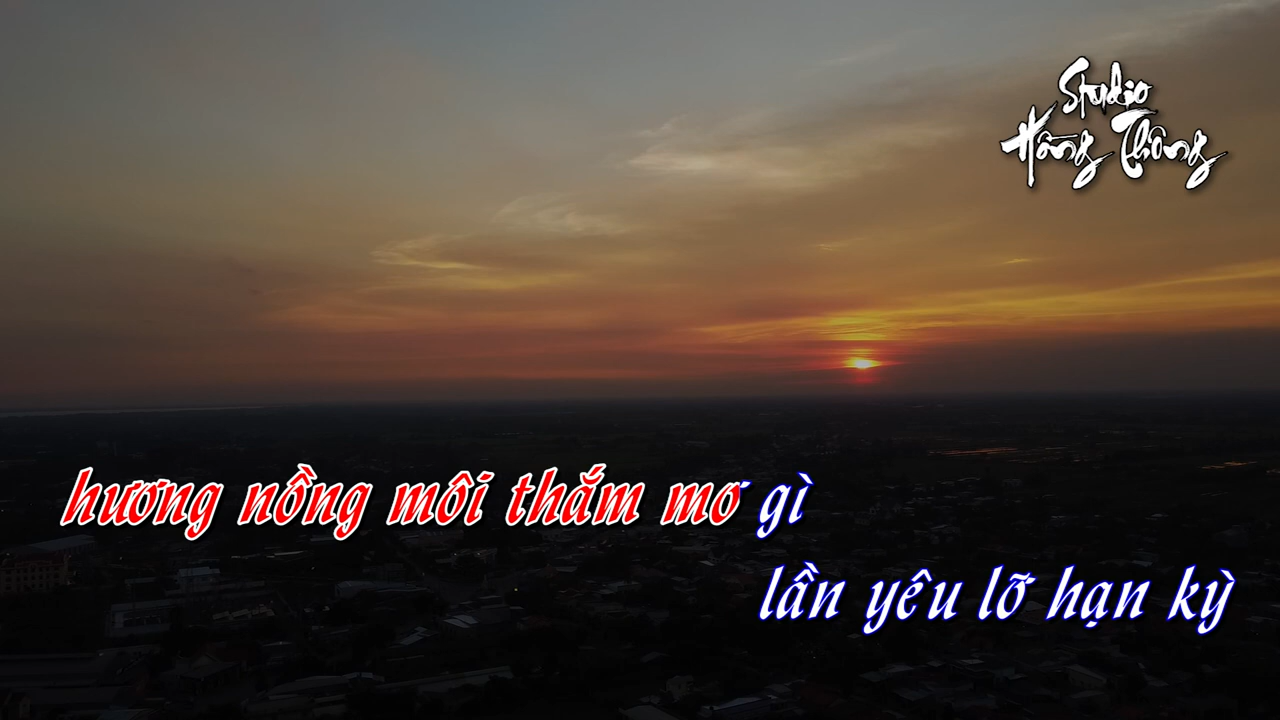 Studio
Hồng Thông
hương nồng môi thắm mơ gì
lần yêu lỡ hạn kỳ